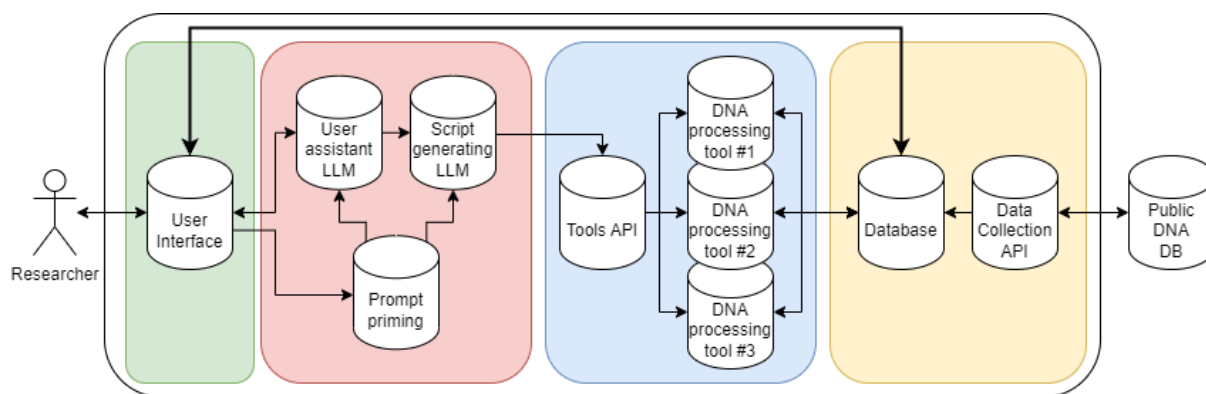 Researcher
User
Interface
User
assistant
LLM
Script
generating
LLM
Prompt
priming
Tools API
DNA
processing
tool #1
DNA
processing
tool #2
DNA
processing
tool #3
Database
Data
Collection
API
Public
DNA
DB